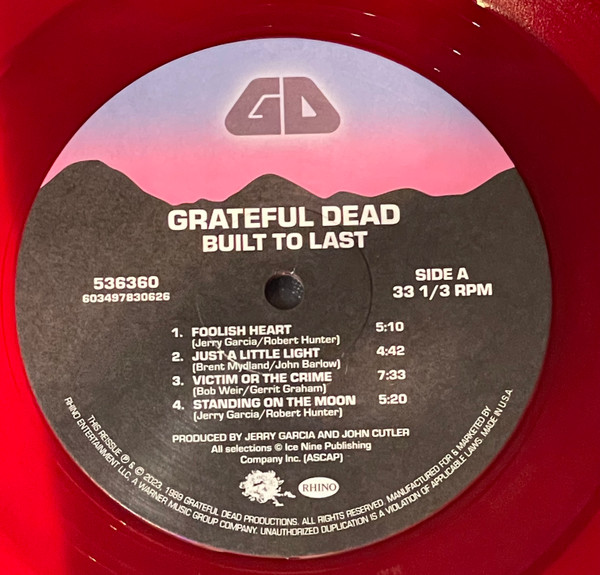 GD
GRATEFUL DEAD
BUILT TO LAST
536360
603497830626
SIDE A
33 1/3 RPM
1. FOOLISH HEART 5:10
(Jerry Garcia/Robert Hunter)
2. JUST A LITTLE LIGHT 4:42
(Brent Mydland/John Barlow)
3. VICTIM OR THE CRIME 7:33
(Bob Weir/Gerrit Graham)
4. STANDING ON THE MOON 5:20
(Jerry Garcia/Robert Hunter)
PRODUCED BY JERRY GARCIA AND JOHN CUTLER
All selections © Ice Nine Publishing
Company Inc. (ASCAP)
RHINO
THIS REISSUE ℗ & © 2023, 1989 GRATEFUL DEAD PRODUCTIONS. ALL RIGHTS RESERVED. MANUFACTURED FOR & MARKETED BY
RHINO ENTERTAINMENT LLC, A WARNER MUSIC GROUP COMPANY. UNAUTHORIZED DUPLICATION IS A VIOLATION OF APPLICABLE LAWS. MADE IN U.S.A.